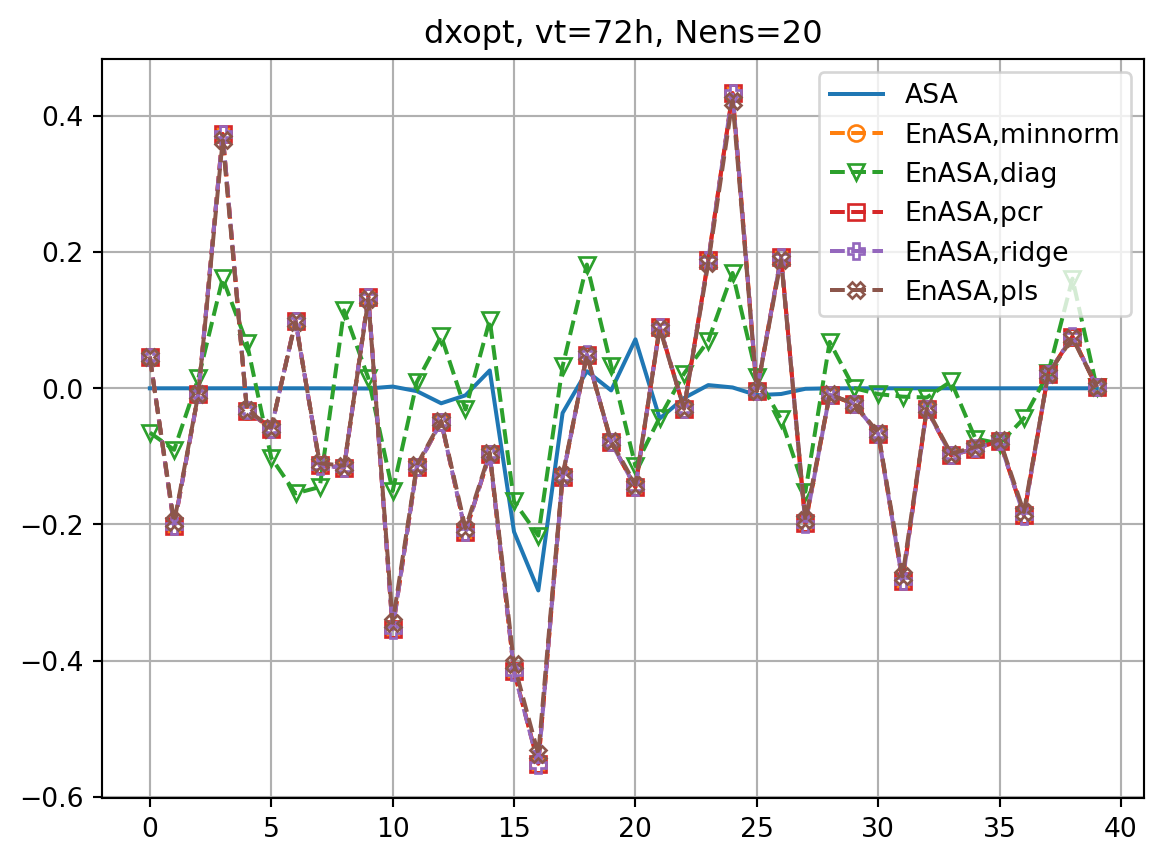 dxopt, vt=72h, Nens=20
ASA
EnASA,minnorm
EnASA,diag
EnASA,pcr
EnASA,ridge
EnASA,pls
0.4
0.2
0.0
−0.2
−0.4
−0.6
0 5 10 15 20 25 30 35 40